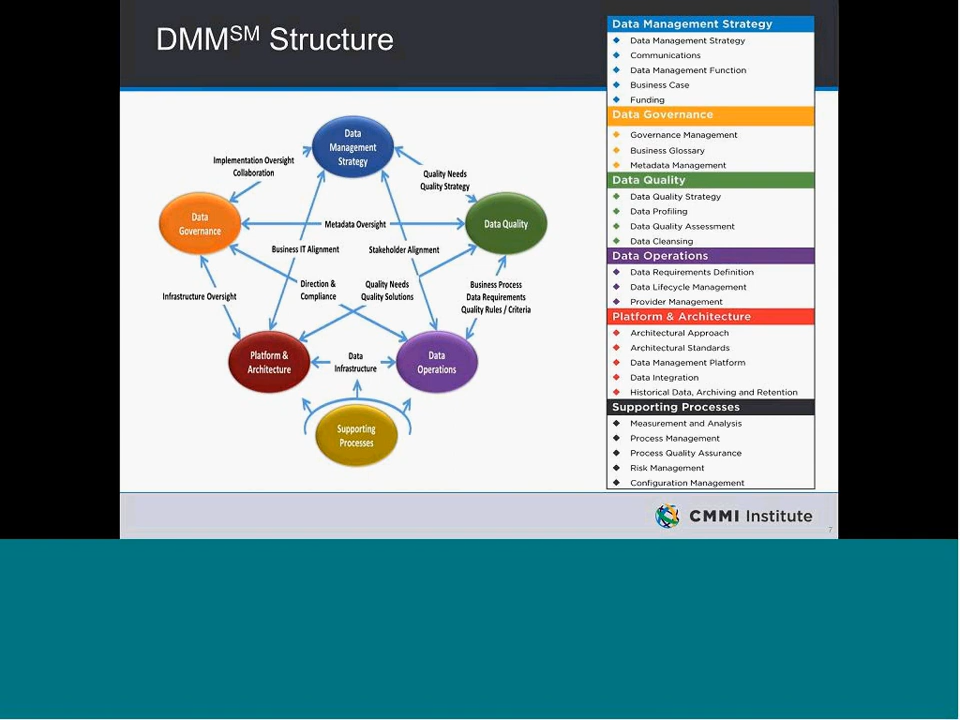 DMMSM Structure
Data
Management
Strategy
Implementation Oversight
Collaboration
Quality Needs
Quality Strategy
Data
Governance
Metadata Oversight
Data Quality
Business IT Alignment
Stakeholder Alignment
Direction &
Compliance
Quality Needs
Quality Solutions
Business Process
Data Requirements
Quality Rules / Criteria
Infrastructure Oversight
Platform &
Architecture
Data
Infrastructure
Data
Operations
Supporting
Processes
Data Management Strategy
Data Management Strategy
Communications
Data Management Function
Business Case
Funding
Data Governance
Governance Management
Business Glossary
Metadata Management
Data Quality
Data Quality Strategy
Data Profiling
Data Quality Assessment
Data Cleansing
Data Operations
Data Requirements Definition
Data Lifecycle Management
Provider Management
Platform & Architecture
Architectural Approach
Architectural Standards
Data Management Platform
Data Integration
Historical Data, Archiving and Retention
Supporting Processes
Measurement and Analysis
Process Management
Process Quality Assurance
Risk Management
Configuration Management
CMMI Institute
7